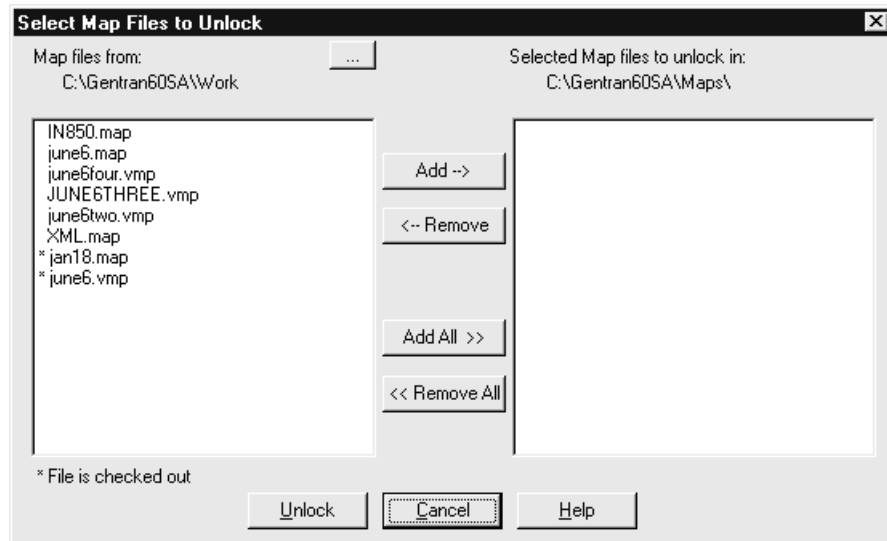 Select Map Files to Unlock
Map files from:
...
C:\Gentran60SA\Work
Selected Map files to unlock in:
C:\Gentran60SA\Maps\
IN850.map
june6.map
june6four.vmp
JUNE6THREE.vmp
june6two.vmp
XML.map
* jan18.map
* june6.vmp
Add -->
<-- Remove
Add All >>
<< Remove All
* File is checked out
Unlock
Cancel
Help